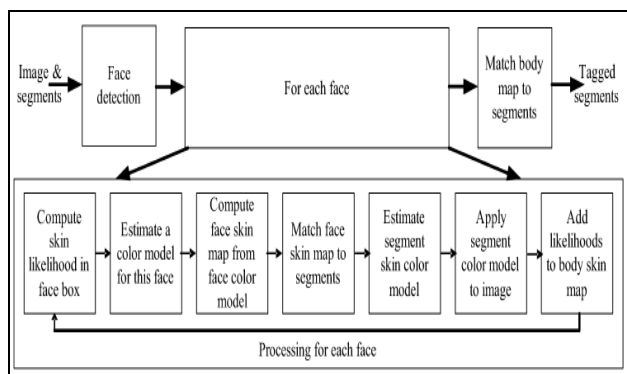 Image &
segments
Face
detection
For each face
Match body
map to
segments
Tagged
segments
Compute
skin
likelihood in
face box
Estimate a
color model
for this face
Compute
face skin
map from
face color
model
Match face
skin map to
segments
Estimate
segment
skin color
model
Apply
segment
color model
to image
Add
likelihoods
to body skin
map
Processing for each face